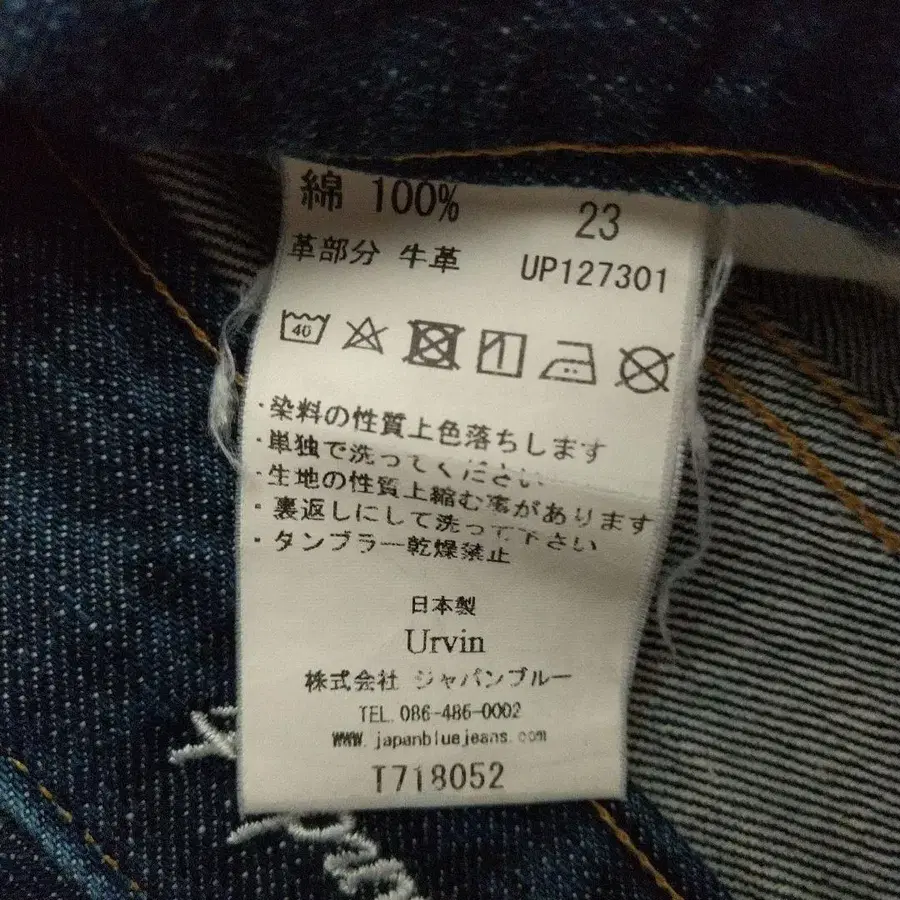 綿 100% 23
革部分 牛革 UP127301
40
・染料の性質上色落ちします
・単独で洗ってください
・生地の性質上縮む事があります
・裏返しにして洗って下さい
・タンブラー乾燥禁止
日本製
Urvin
株式会社 ジャパンブルー
TEL.086-486-0002
WWW.japanbluejeans.com
T718052